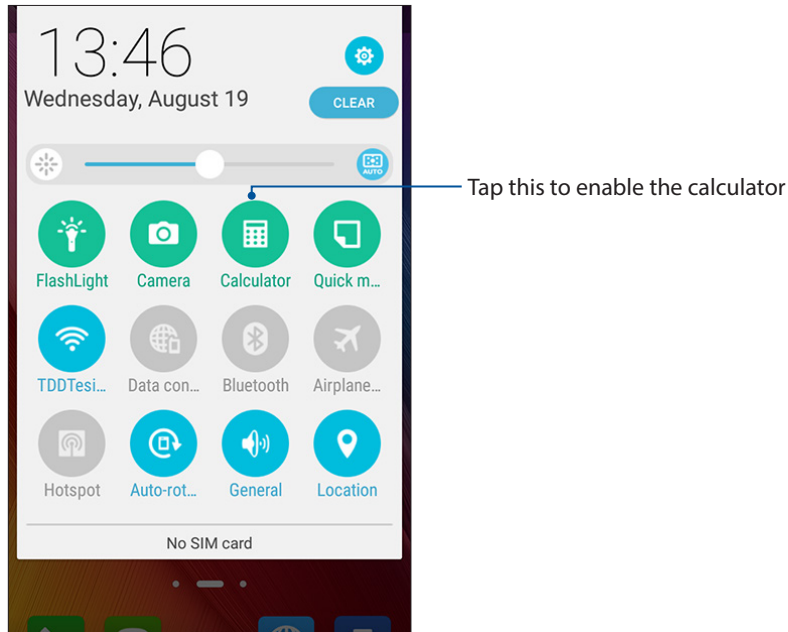 13:46
Wednesday, August 19
CLEAR
AUTO
Tap this to enable the calculator
FlashLight Camera Calculator Quick m...
TDDTesi... Data con... Bluetooth Airplane...
Hotspot Auto-rot... General Location
No SIM card